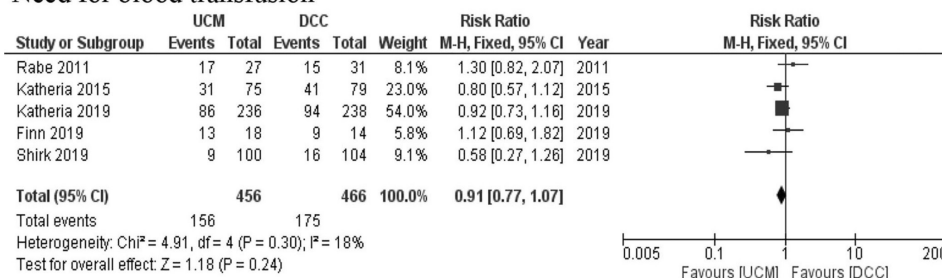 Need for blood transfusion
UCM DCC Risk Ratio Risk Ratio
Study or Subgroup Events Total Events Total Weight M-H, Fixed, 95% CI Year M-H, Fixed, 95% CI
Rabe 2011 17 27 15 31 8.1% 1.30 [0.82, 2.07] 2011
Katheria 2015 31 75 41 79 23.0% 0.80 [0.57, 1.12] 2015
Katheria 2019 86 236 94 238 54.0% 0.92 [0.73, 1.16] 2019
Finn 2019 13 18 9 14 5.8% 1.12 [0.69, 1.82] 2019
Shirk 2019 9 100 16 104 9.1% 0.58 [0.27, 1.26] 2019
Total (95% CI) 456 466 100.0% 0.91 [0.77, 1.07]
Total events 156 175
Heterogeneity: Chi² = 4.91, df = 4 (P = 0.30); I² = 18%
Test for overall effect: Z = 1.18 (P = 0.24)
0.005 0.1 1 10 200
Favours [UCM] Favours [DCC]